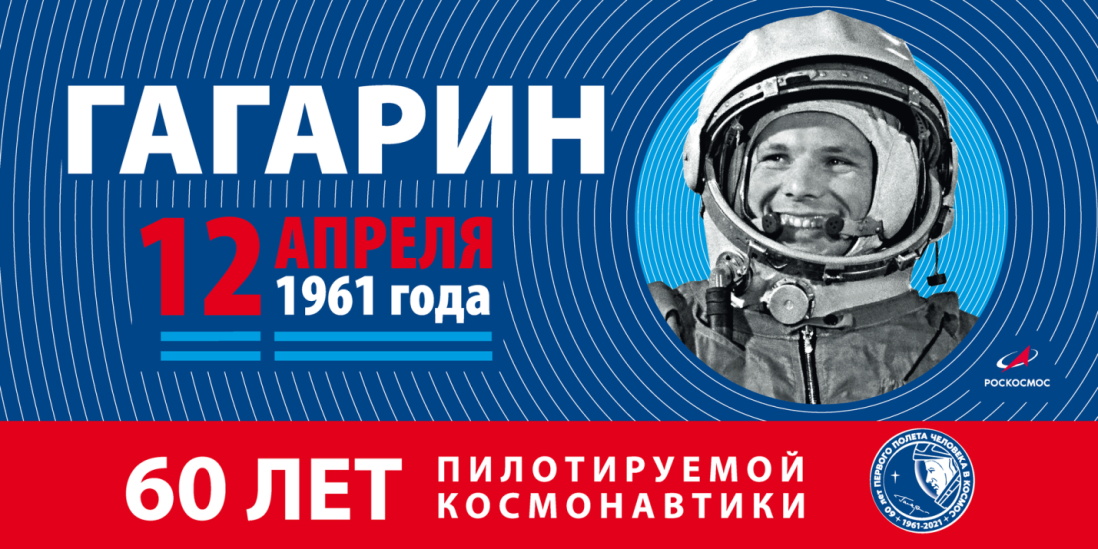 ГАГАРИН
12 АПРЕЛЯ
1961 года
РОСКОСМОС
60 ЛЕТ ПИЛОТИРУЕМОЙ
КОСМОНАВТИКИ
60 лет ПЕРВОГО ПОЛЕТА ЧЕЛОВЕКА В КОСМОС
1961-2021